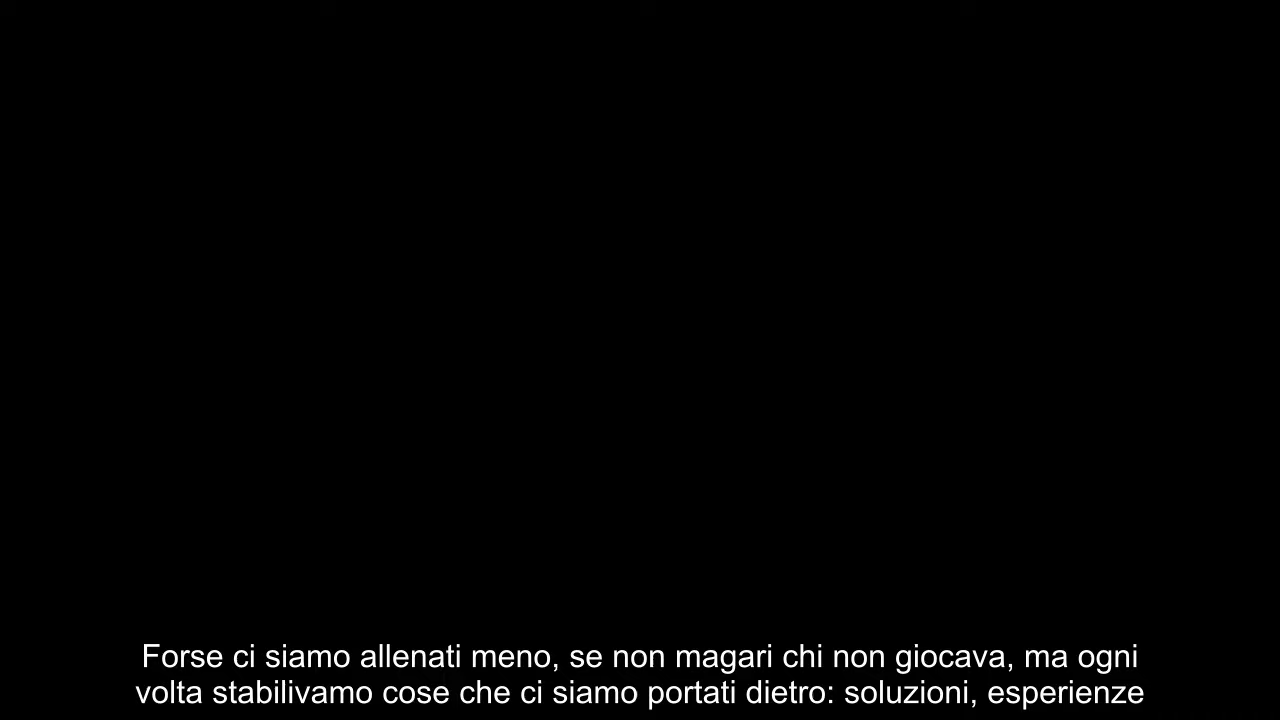 Forse ci siamo allenati meno, se non magari chi non giocava, ma ogni
volta stabilivamo cose che ci siamo portati dietro: soluzioni, esperienze